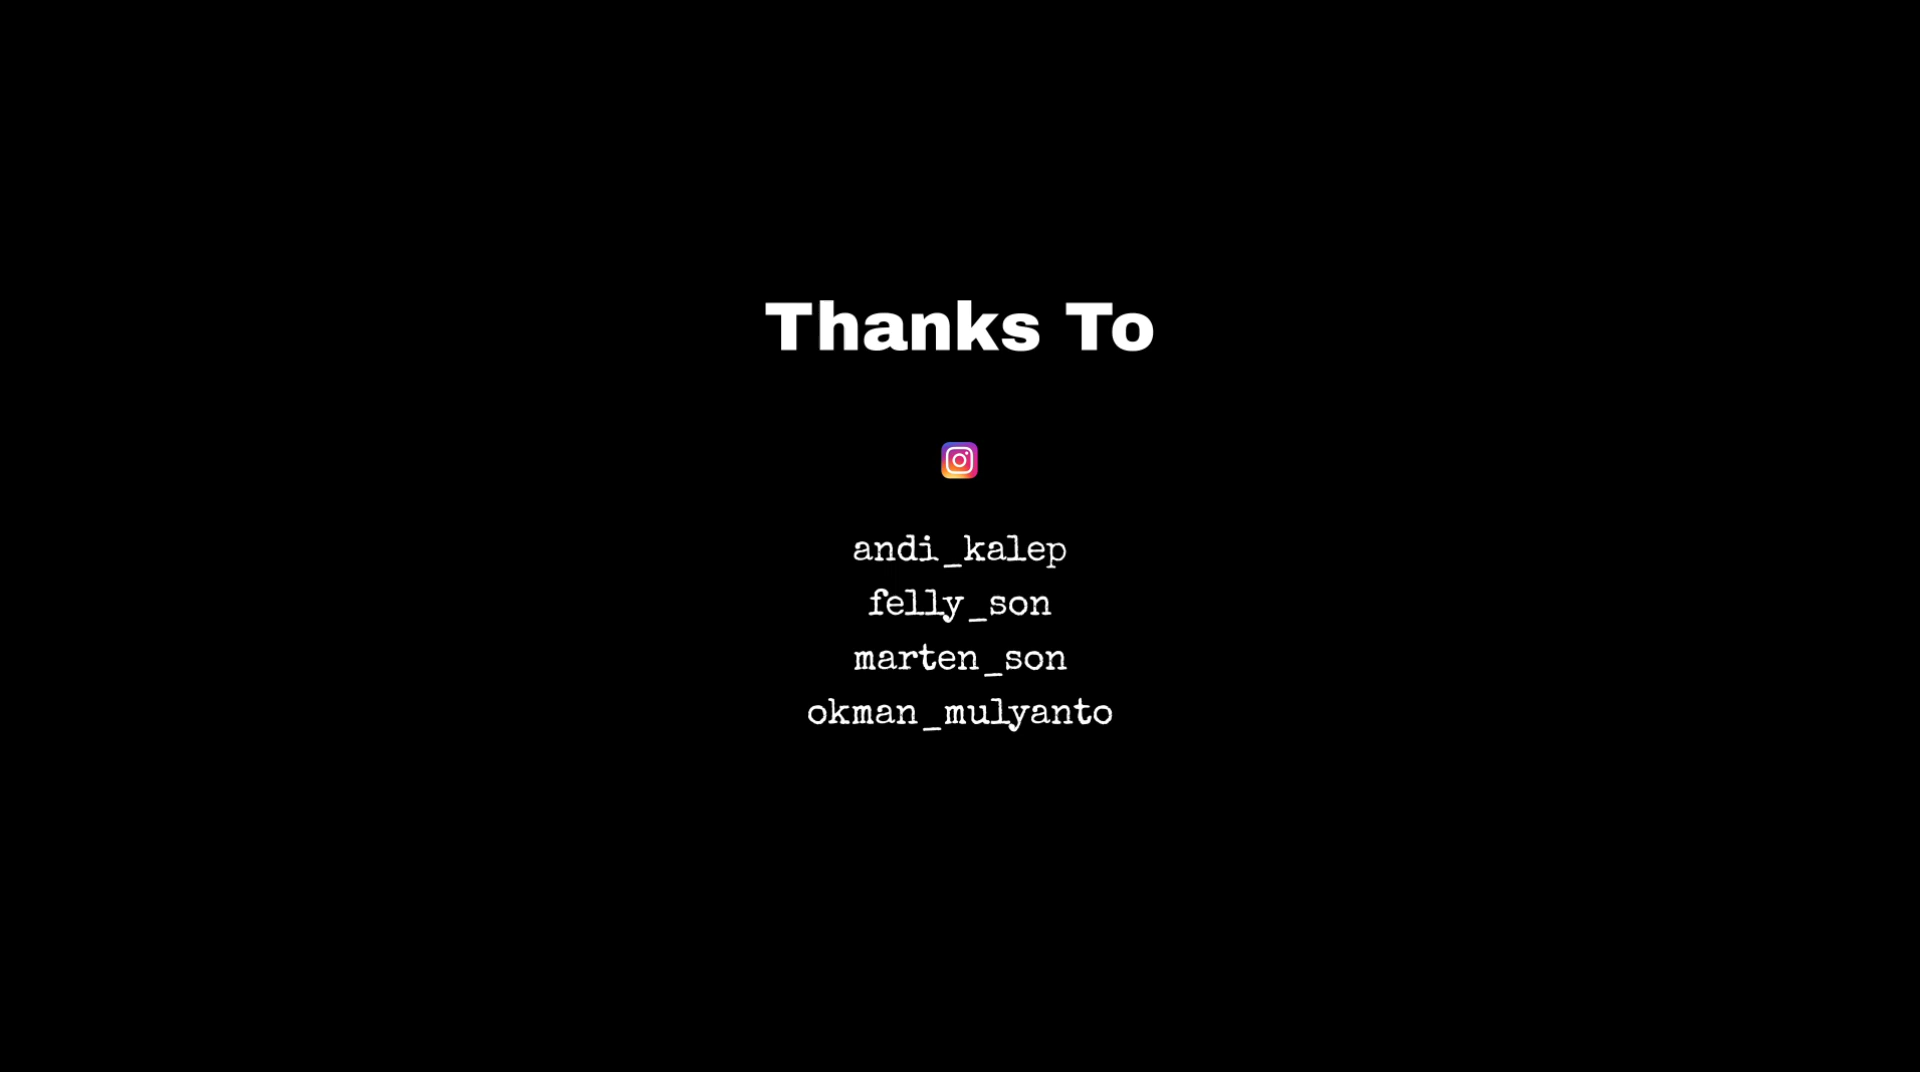 Thanks To
andi_kalep
felly_son
marten_son
okman_mulyanto